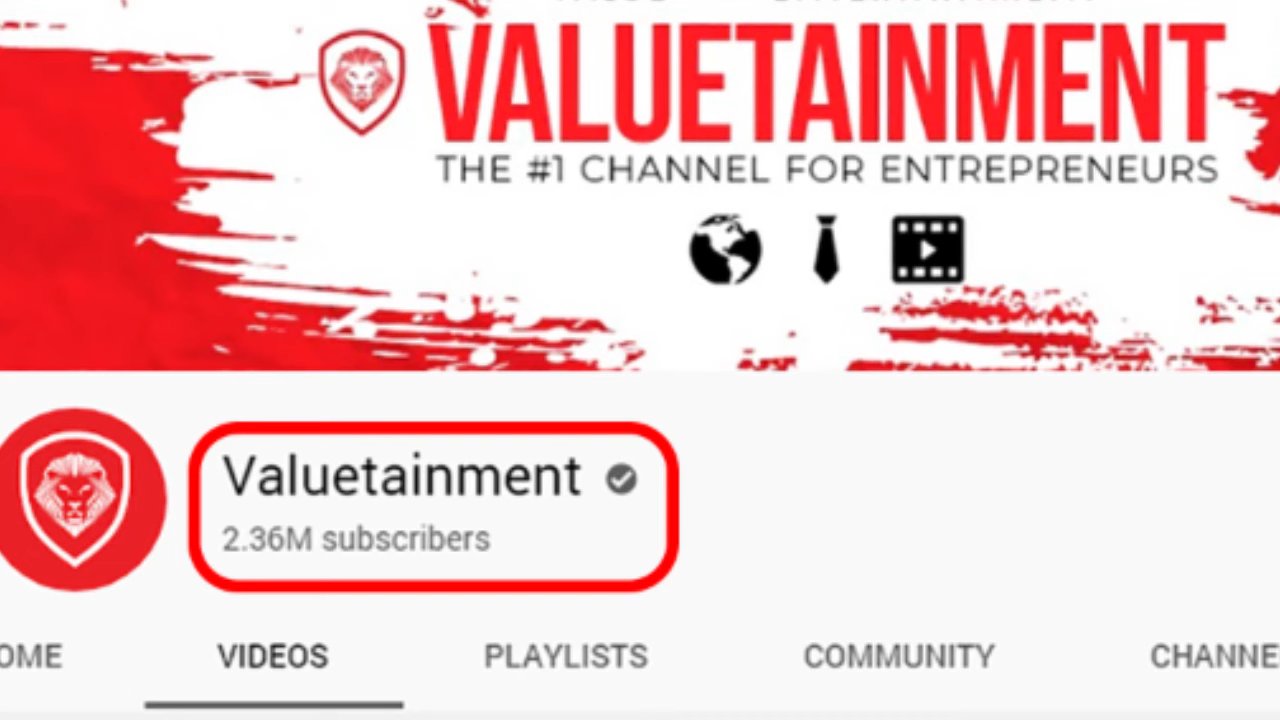 VALUETAINMENT
THE #1 CHANNEL FOR ENTREPRENEURS
Valuetainment
2.36M subscribers
OME VIDEOS PLAYLISTS COMMUNITY CHANNE